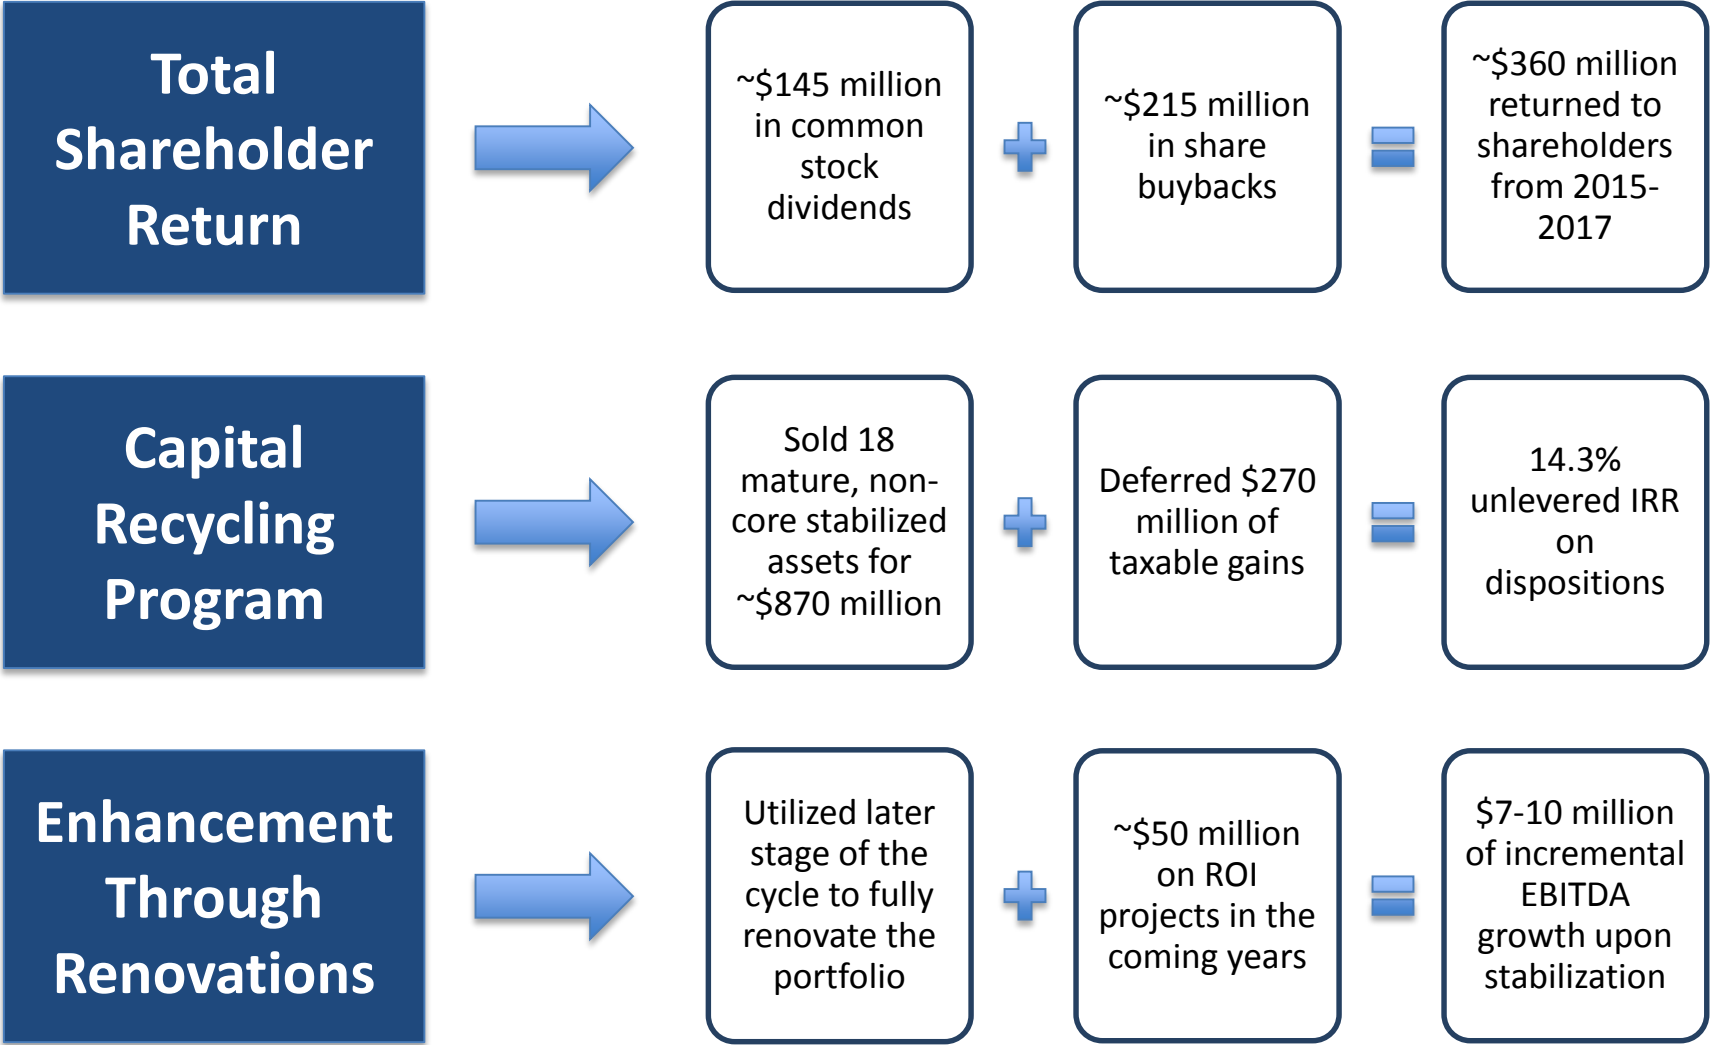 Total
Shareholder
Return
~$145 million
in common
stock
dividends
~$215 million
in share
buybacks
~$360 million
returned to
shareholders
from 2015-
2017
Capital
Recycling
Program
Sold 18
mature, non-
core stabilized
assets for
~$870 million
Deferred $270
million of
taxable gains
14.3%
unlevered IRR
on
dispositions
Enhancement
Through
Renovations
Utilized later
stage of the
cycle to fully
renovate the
portfolio
~$50 million
on ROI
projects in the
coming years
$7-10 million
of incremental
EBITDA
growth upon
stabilization